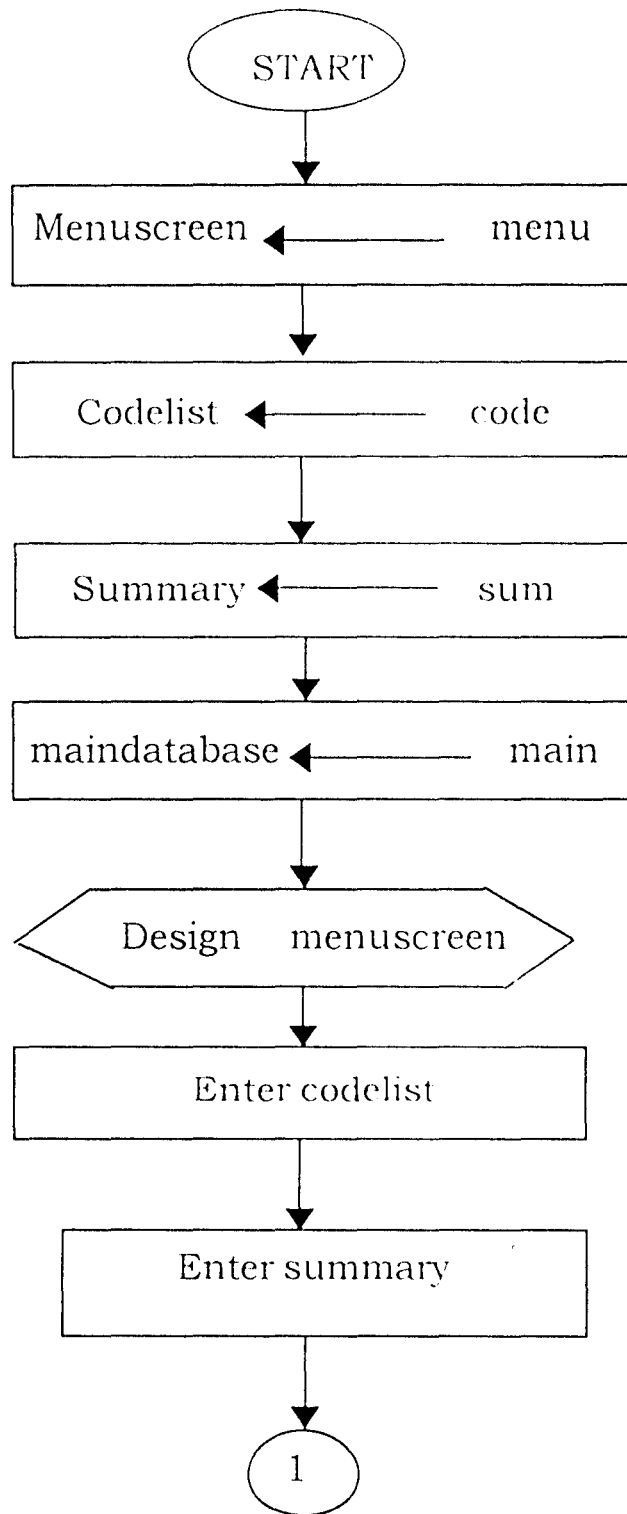 START
Menuscreen menu
Codelist code
Summary sum
maindatabase main
Design menuscreen
Enter codelist
Enter summary
1